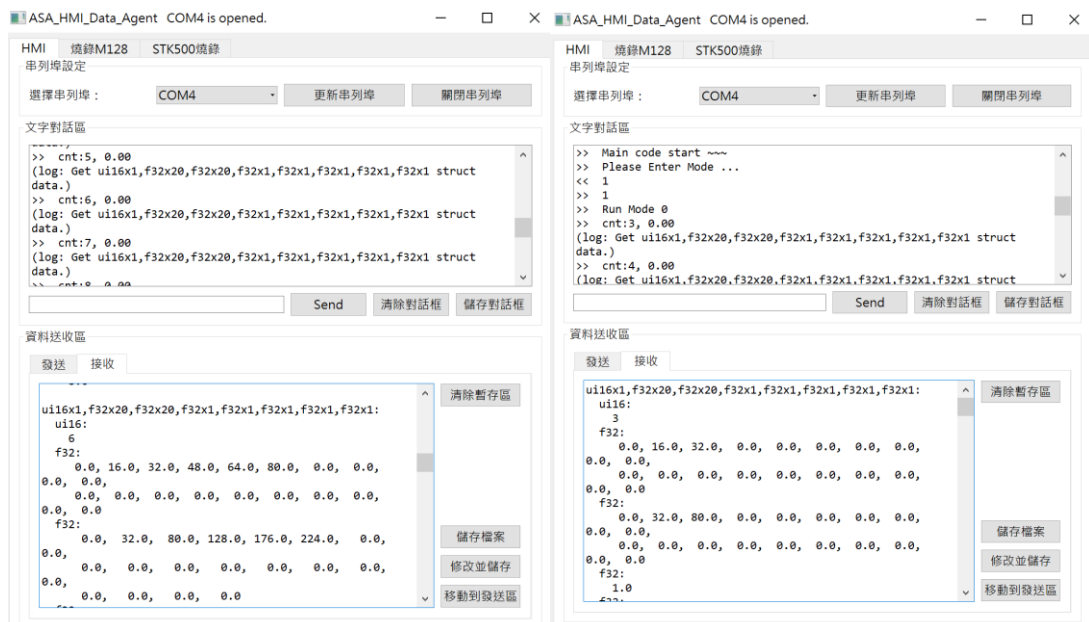 ASA_HMI_Data_Agent COM4 is opened.
HMI 燒錄M128 STK500燒錄
串列埠設定
選擇串列埠： COM4 更新串列埠 關閉串列埠
文字對話區
>> cnt:5, 0.00
(log: Get ui16x1,f32x20,f32x20,f32x1,f32x1,f32x1,f32x1,f32x1 struct
data.)
>> cnt:6, 0.00
(log: Get ui16x1,f32x20,f32x20,f32x1,f32x1,f32x1,f32x1,f32x1 struct
data.)
>> cnt:7, 0.00
(log: Get ui16x1,f32x20,f32x20,f32x1,f32x1,f32x1,f32x1,f32x1 struct
data.)
>> cnt:8, 0.00
Send 清除對話框 儲存對話框
資料送收區
發送 接收
ui16x1,f32x20,f32x20,f32x1,f32x1,f32x1,f32x1,f32x1:
ui16:
6
f32:
0.0, 16.0, 32.0, 48.0, 64.0, 80.0, 0.0, 0.0,
0.0, 0.0,
0.0, 0.0, 0.0, 0.0, 0.0, 0.0, 0.0, 0.0,
0.0, 0.0
f32:
0.0, 32.0, 80.0, 128.0, 176.0, 224.0, 0.0,
0.0,
0.0, 0.0, 0.0, 0.0, 0.0, 0.0, 0.0,
0.0,
0.0, 0.0, 0.0, 0.0
清除暫存區
儲存檔案
修改並儲存
移動到發送區
ASA_HMI_Data_Agent COM4 is opened.
HMI 燒錄M128 STK500燒錄
串列埠設定
選擇串列埠： COM4 更新串列埠 關閉串列埠
文字對話區
>> Main code start ~~~
>> Please Enter Mode ...
<< 1
>> 1
>> Run Mode 0
>> cnt:3, 0.00
(log: Get ui16x1,f32x20,f32x20,f32x1,f32x1,f32x1,f32x1,f32x1 struct
data.)
>> cnt:4, 0.00
(log: Get ui16x1,f32x20,f32x20,f32x1,f32x1,f32x1,f32x1,f32x1 struct
Send 清除對話框 儲存對話框
資料送收區
發送 接收
ui16x1,f32x20,f32x20,f32x1,f32x1,f32x1,f32x1,f32x1:
ui16:
3
f32:
0.0, 16.0, 32.0, 0.0, 0.0, 0.0, 0.0, 0.0,
0.0, 0.0,
0.0, 0.0, 0.0, 0.0, 0.0, 0.0, 0.0, 0.0,
0.0, 0.0
f32:
0.0, 32.0, 80.0, 0.0, 0.0, 0.0, 0.0, 0.0,
0.0, 0.0,
0.0, 0.0, 0.0, 0.0, 0.0, 0.0, 0.0, 0.0,
0.0, 0.0
f32:
1.0
f32:
清除暫存區
儲存檔案
修改並儲存
移動到發送區